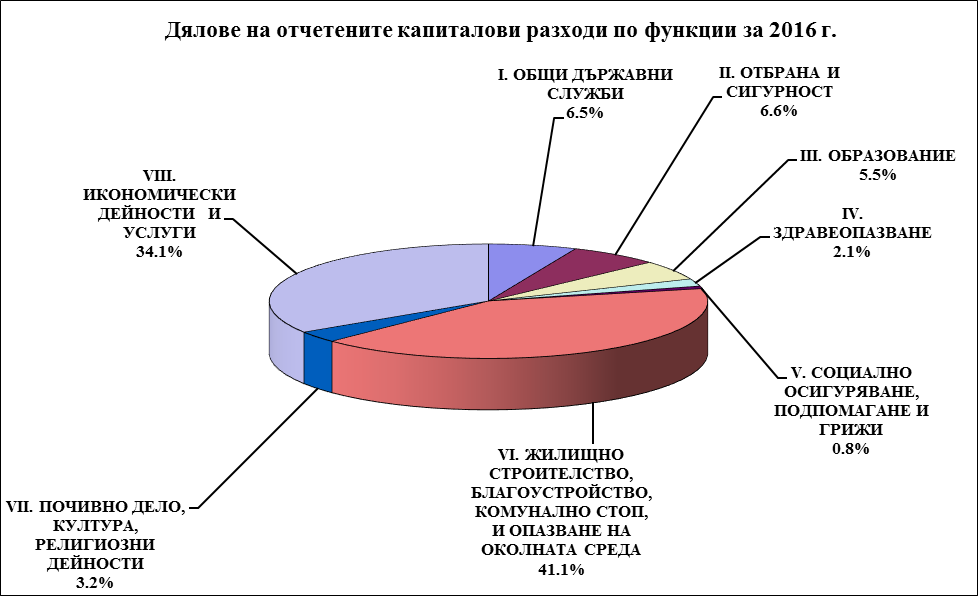 Дялове на отчетените капиталови разходи по функции за 2016 г.
I. ОБЩИ ДЪРЖАВНИ
СЛУЖБИ
6.5%
II. ОТБРАНА И
СИГУРНОСТ
6.6%
III. ОБРАЗОВАНИЕ
5.5%
IV.
ЗДРАВЕОПАЗВАНЕ
2.1%
V. СОЦИАЛНО
ОСИГУРЯВАНЕ,
ПОДПОМАГАНЕ И
ГРИЖИ
0.8%
VI. ЖИЛИЩНО
СТРОИТЕЛСТВО,
БЛАГОУСТРОЙСТВО,
КОМУНАЛНО СТОП,
И ОПАЗВАНЕ НА
ОКОЛНАТА СРЕДА
41.1%
VII. ПОЧИВНО ДЕЛО,
КУЛТУРА,
РЕЛИГИОЗНИ
ДЕЙНОСТИ
3.2%
VIII.
ИКОНОМИЧЕСКИ
ДЕЙНОСТИ И
УСЛУГИ
34.1%